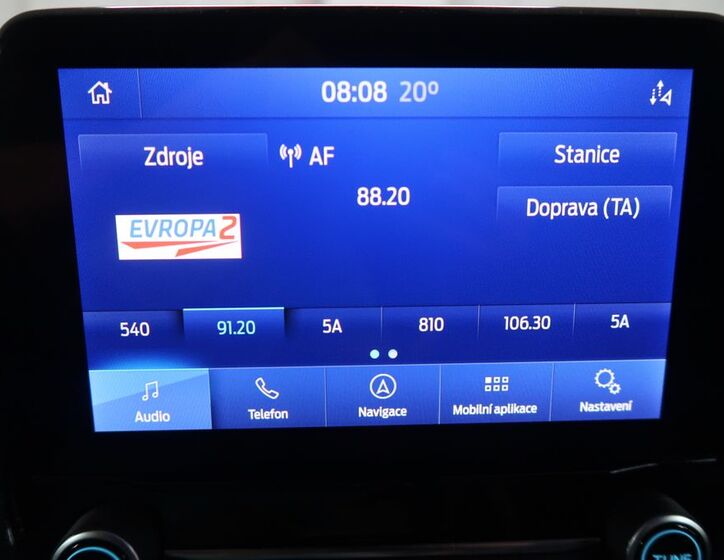 08:08 20°
Zdroje
AF
Stanice
88.20
Doprava (TA)
EVROPA 2
540
91.20
5A
810
106.30
5A
Audio
Telefon
Navigace
Mobilní aplikace
Nastavení
TUNE